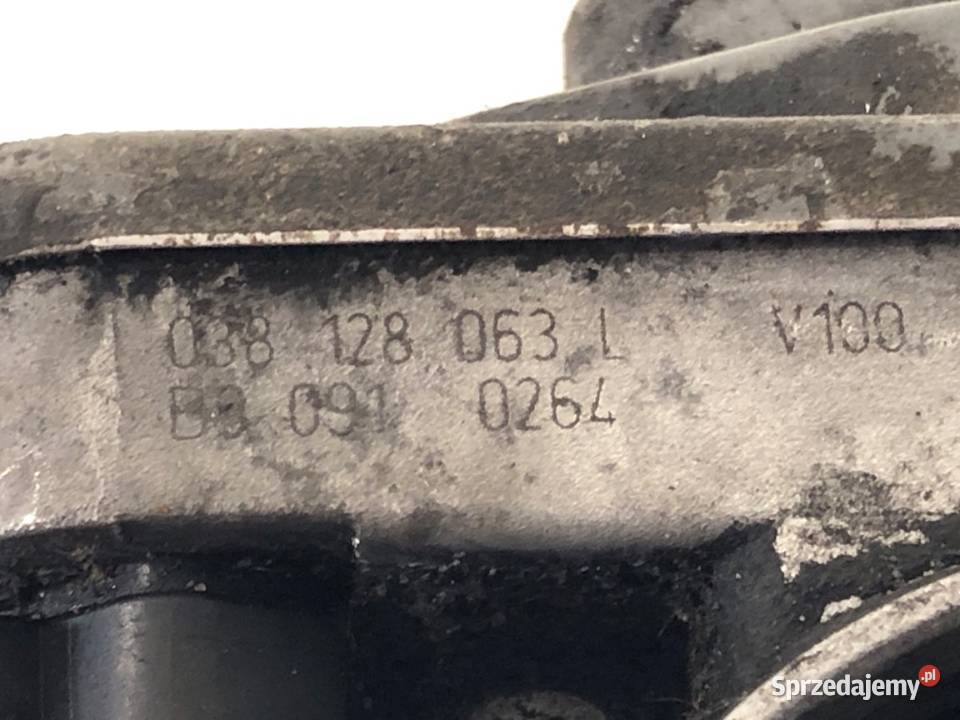 038 128 063 L V100
B3 091 0264
Sprzedajemy.pl